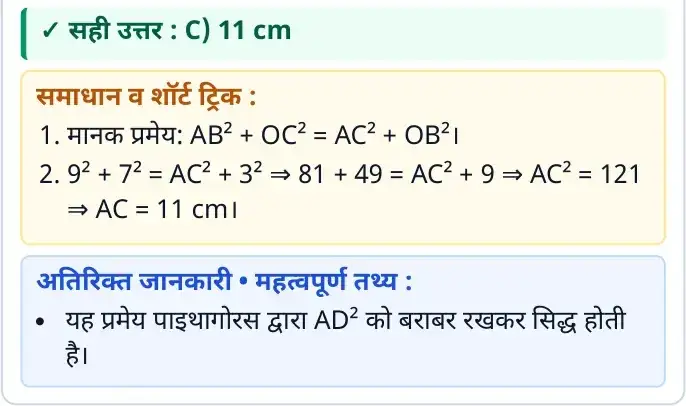 ✓ सही उत्तर : C) 11 cm
समाधान व शॉर्ट ट्रिक :
1. मानक प्रमेय: AB² + OC² = AC² + OB²।
2. 9² + 7² = AC² + 3² ⇒ 81 + 49 = AC² + 9 ⇒ AC² = 121
⇒ AC = 11 cm।
अतिरिक्त जानकारी • महत्वपूर्ण तथ्य :
• यह प्रमेय पाइथागोरस द्वारा AD² को बराबर रखकर सिद्ध होती
है।